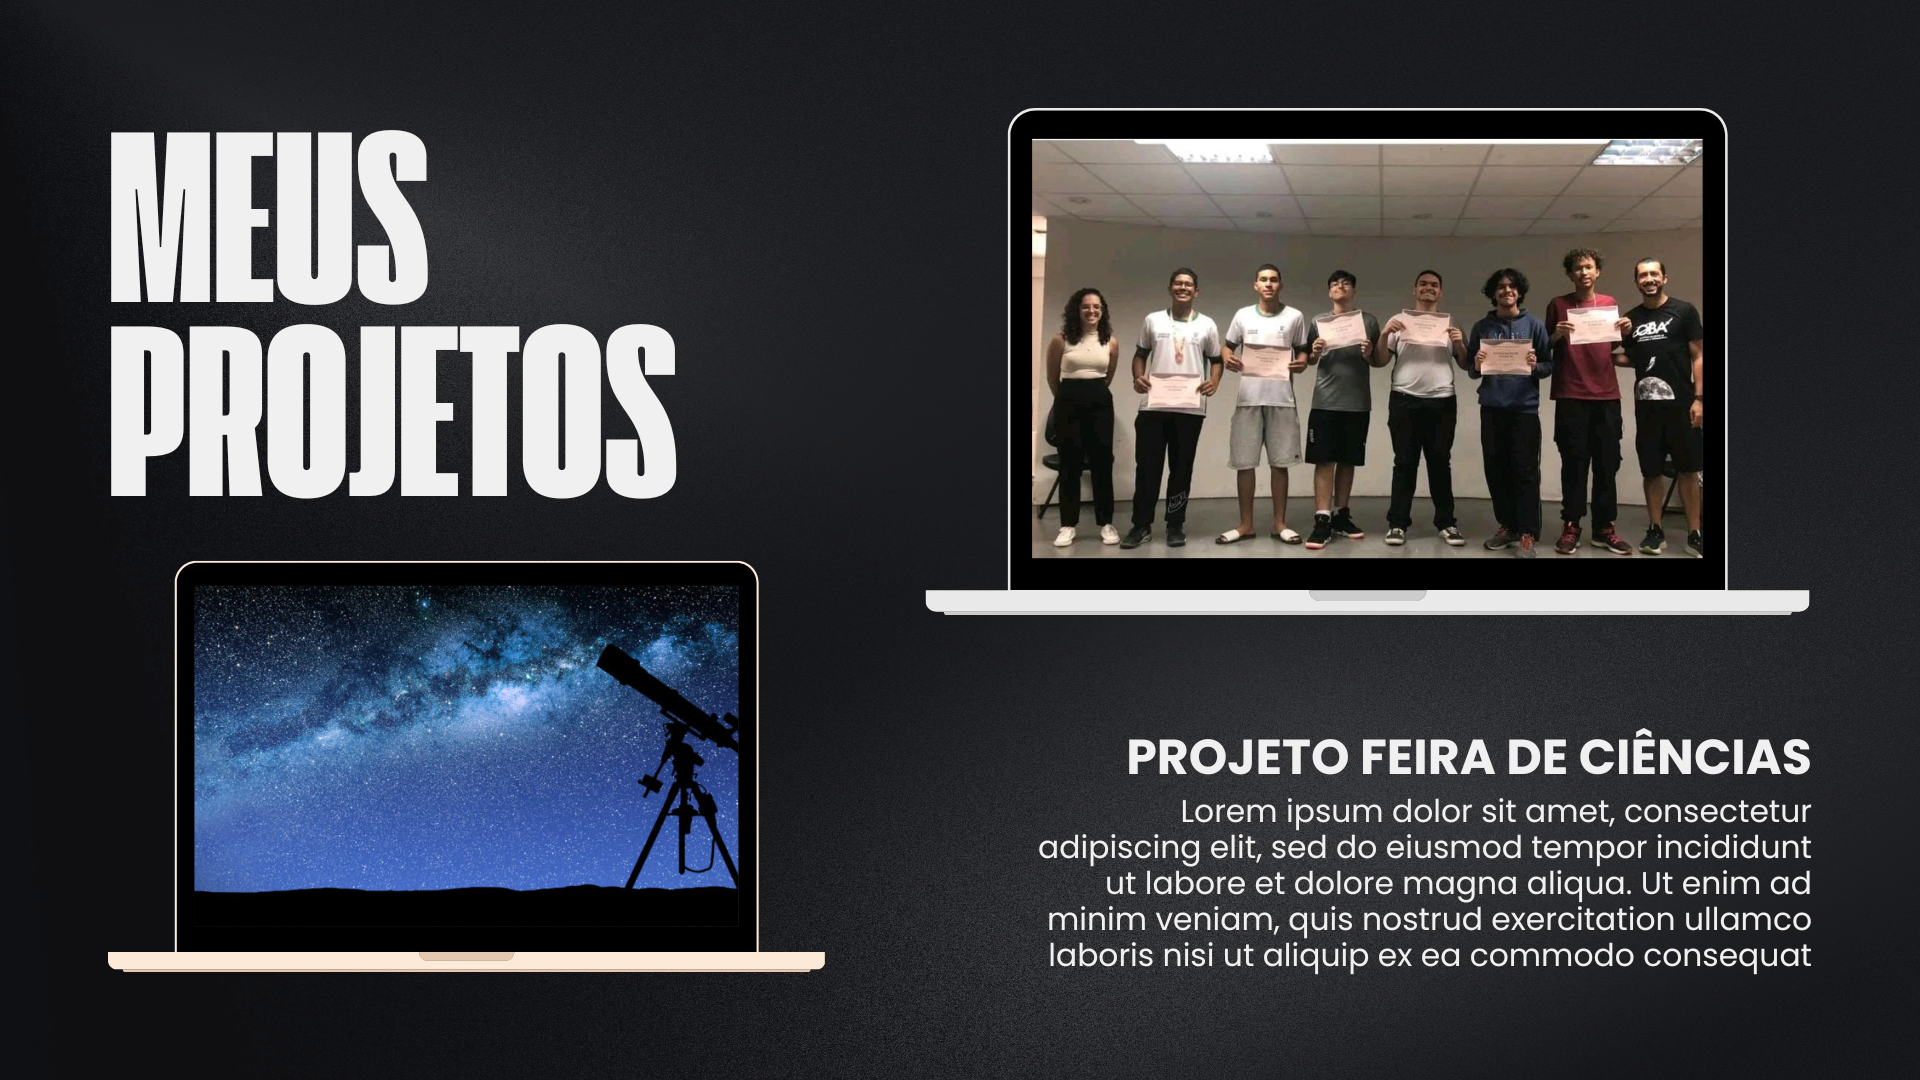 MEUS
PROJETOS
PROJETO FEIRA DE CIÊNCIAS
Lorem ipsum dolor sit amet, consectetur
adipiscing elit, sed do eiusmod tempor incididunt
ut labore et dolore magna aliqua. Ut enim ad
minim veniam, quis nostrud exercitation ullamco
laboris nisi ut aliquip ex ea commodo consequat